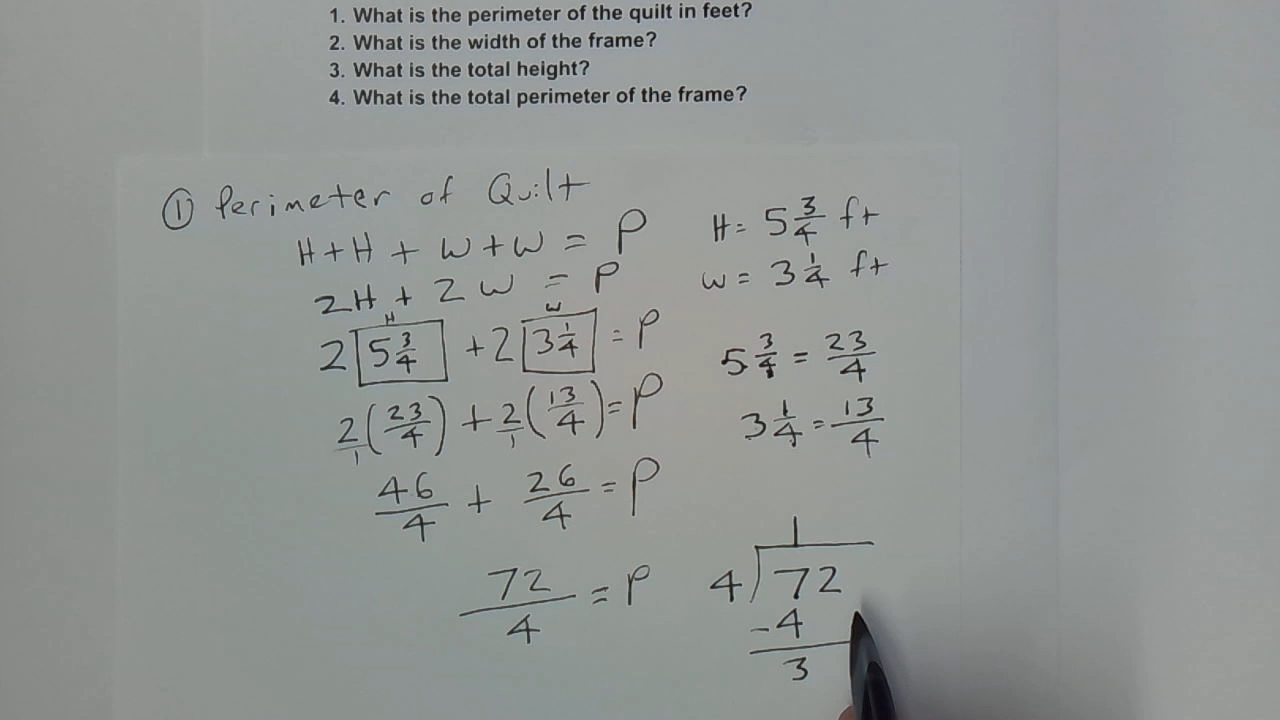 1. What is the perimeter of the quilt in feet?
2. What is the width of the frame?
3. What is the total height?
4. What is the total perimeter of the frame?
① Perimeter of Quilt
H + H + W + W = P
H = 5 3/4 ft
2H + 2W = P
W = 3 1/4 ft
H W
2 [5 3/4] + 2 [3 1/4] = P
5 3/4 = 23/4
2/1 (23/4) + 2/1 (13/4) = P
3 1/4 = 13/4
46/4 + 26/4 = P
72/4 = P
1
4)72
-4
3